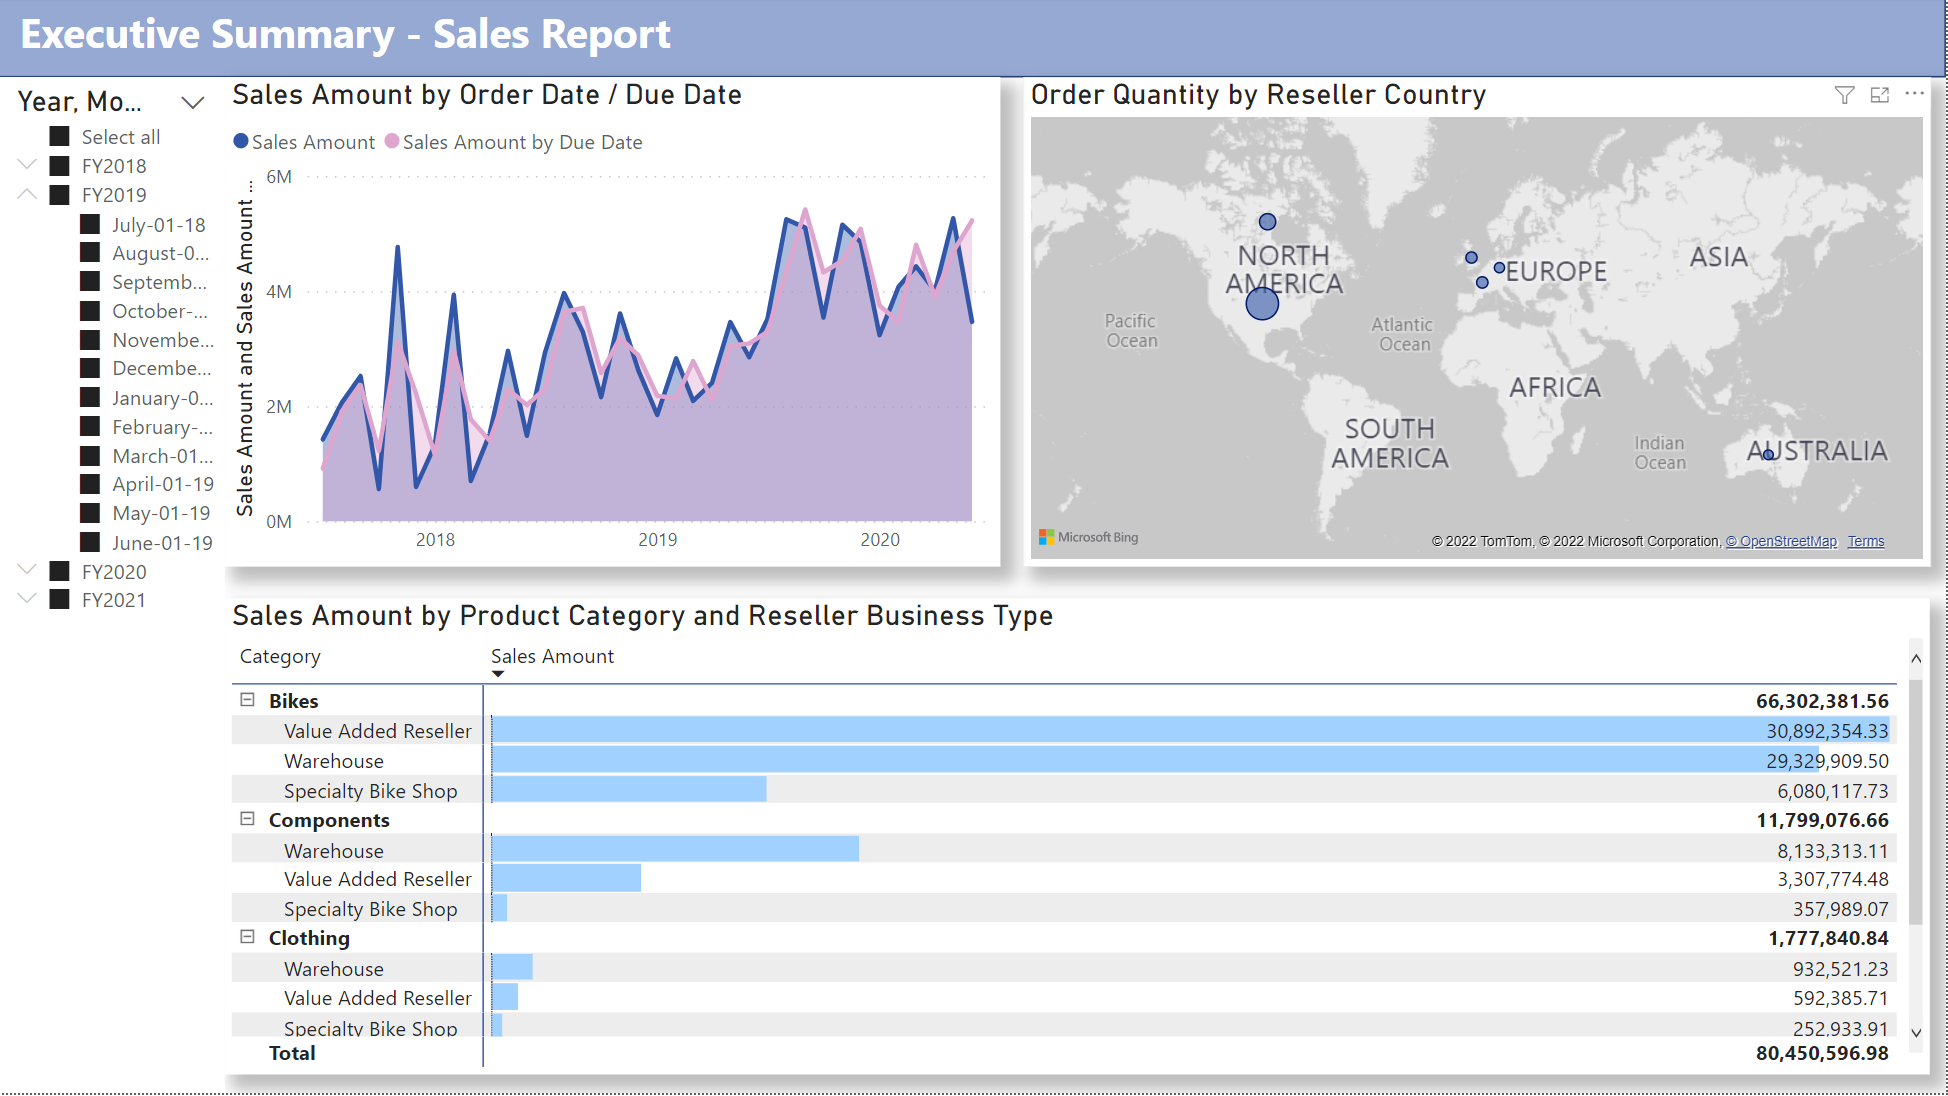 Executive Summary - Sales Report
Year, Mo...
Select all
FY2018
FY2019
July-01-18
August-0...
Septemb...
October-...
Novembe...
Decembe...
January-0...
February-...
March-01...
April-01-19
May-01-19
June-01-19
FY2020
FY2021
Sales Amount by Order Date / Due Date
Sales Amount
Sales Amount by Due Date
Sales Amount and Sales Amount ...
6M
4M
2M
0M
2018
2019
2020
Order Quantity by Reseller Country
NORTH
AMERICA
EUROPE
ASIA
Pacific
Ocean
Atlantic
Ocean
AFRICA
SOUTH
AMERICA
Indian
Ocean
AUSTRALIA
Microsoft Bing
© 2022 TomTom, © 2022 Microsoft Corporation, © OpenStreetMap Terms
Sales Amount by Product Category and Reseller Business Type
Category Sales Amount
Bikes 66,302,381.56
Value Added Reseller 30,892,354.33
Warehouse 29,329,909.50
Specialty Bike Shop 6,080,117.73
Components 11,799,076.66
Warehouse 8,133,313.11
Value Added Reseller 3,307,774.48
Specialty Bike Shop 357,989.07
Clothing 1,777,840.84
Warehouse 932,521.23
Value Added Reseller 592,385.71
Specialty Bike Shop 252,933.91
Total 80,450,596.98